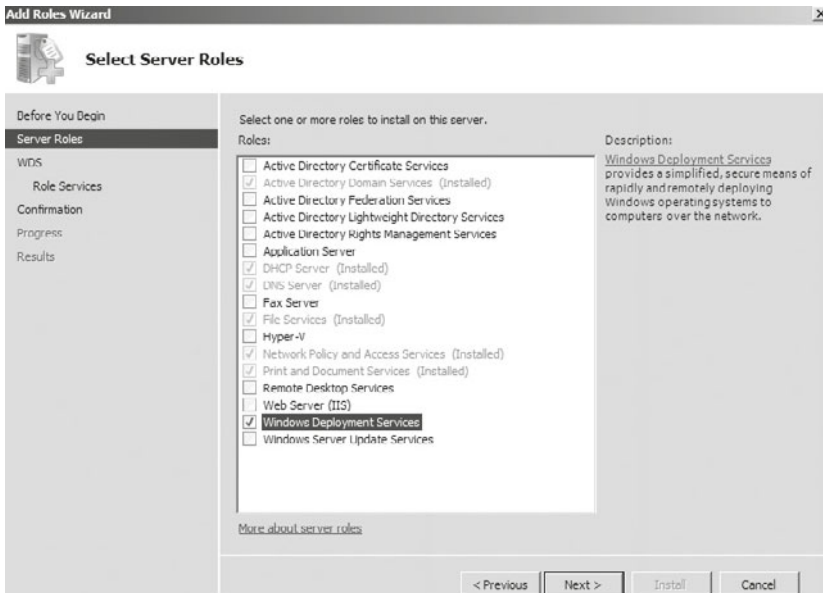 Add Roles Wizard
Select Server Roles
Before You Begin
Server Roles
WDS
Role Services
Confirmation
Progress
Results
Select one or more roles to install on this server.
Roles:
Active Directory Certificate Services
Active Directory Domain Services (Installed)
Active Directory Federation Services
Active Directory Lightweight Directory Services
Active Directory Rights Management Services
Application Server
DHCP Server (Installed)
DNS Server (Installed)
Fax Server
File Services (Installed)
Hyper-V
Network Policy and Access Services (Installed)
Print and Document Services (Installed)
Remote Desktop Services
Web Server (IIS)
Windows Deployment Services
Windows Server Update Services
More about server roles
Description:
Windows Deployment Services
provides a simplified, secure means of
rapidly and remotely deploying
Windows operating systems to
computers over the network.
< Previous
Next >
Install
Cancel